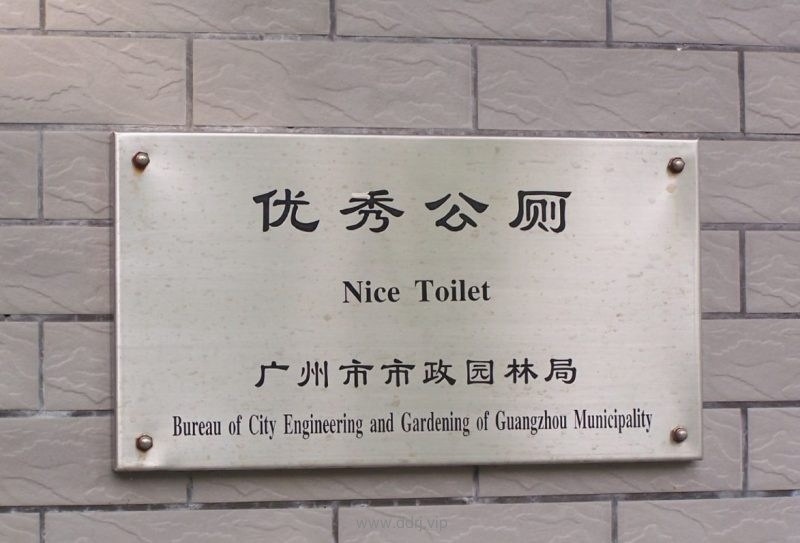 优秀公厕
Nice Toilet
广州市市政园林局
Bureau of City Engineering and Gardening of Guangzhou Municipality
www.ddrj.vip